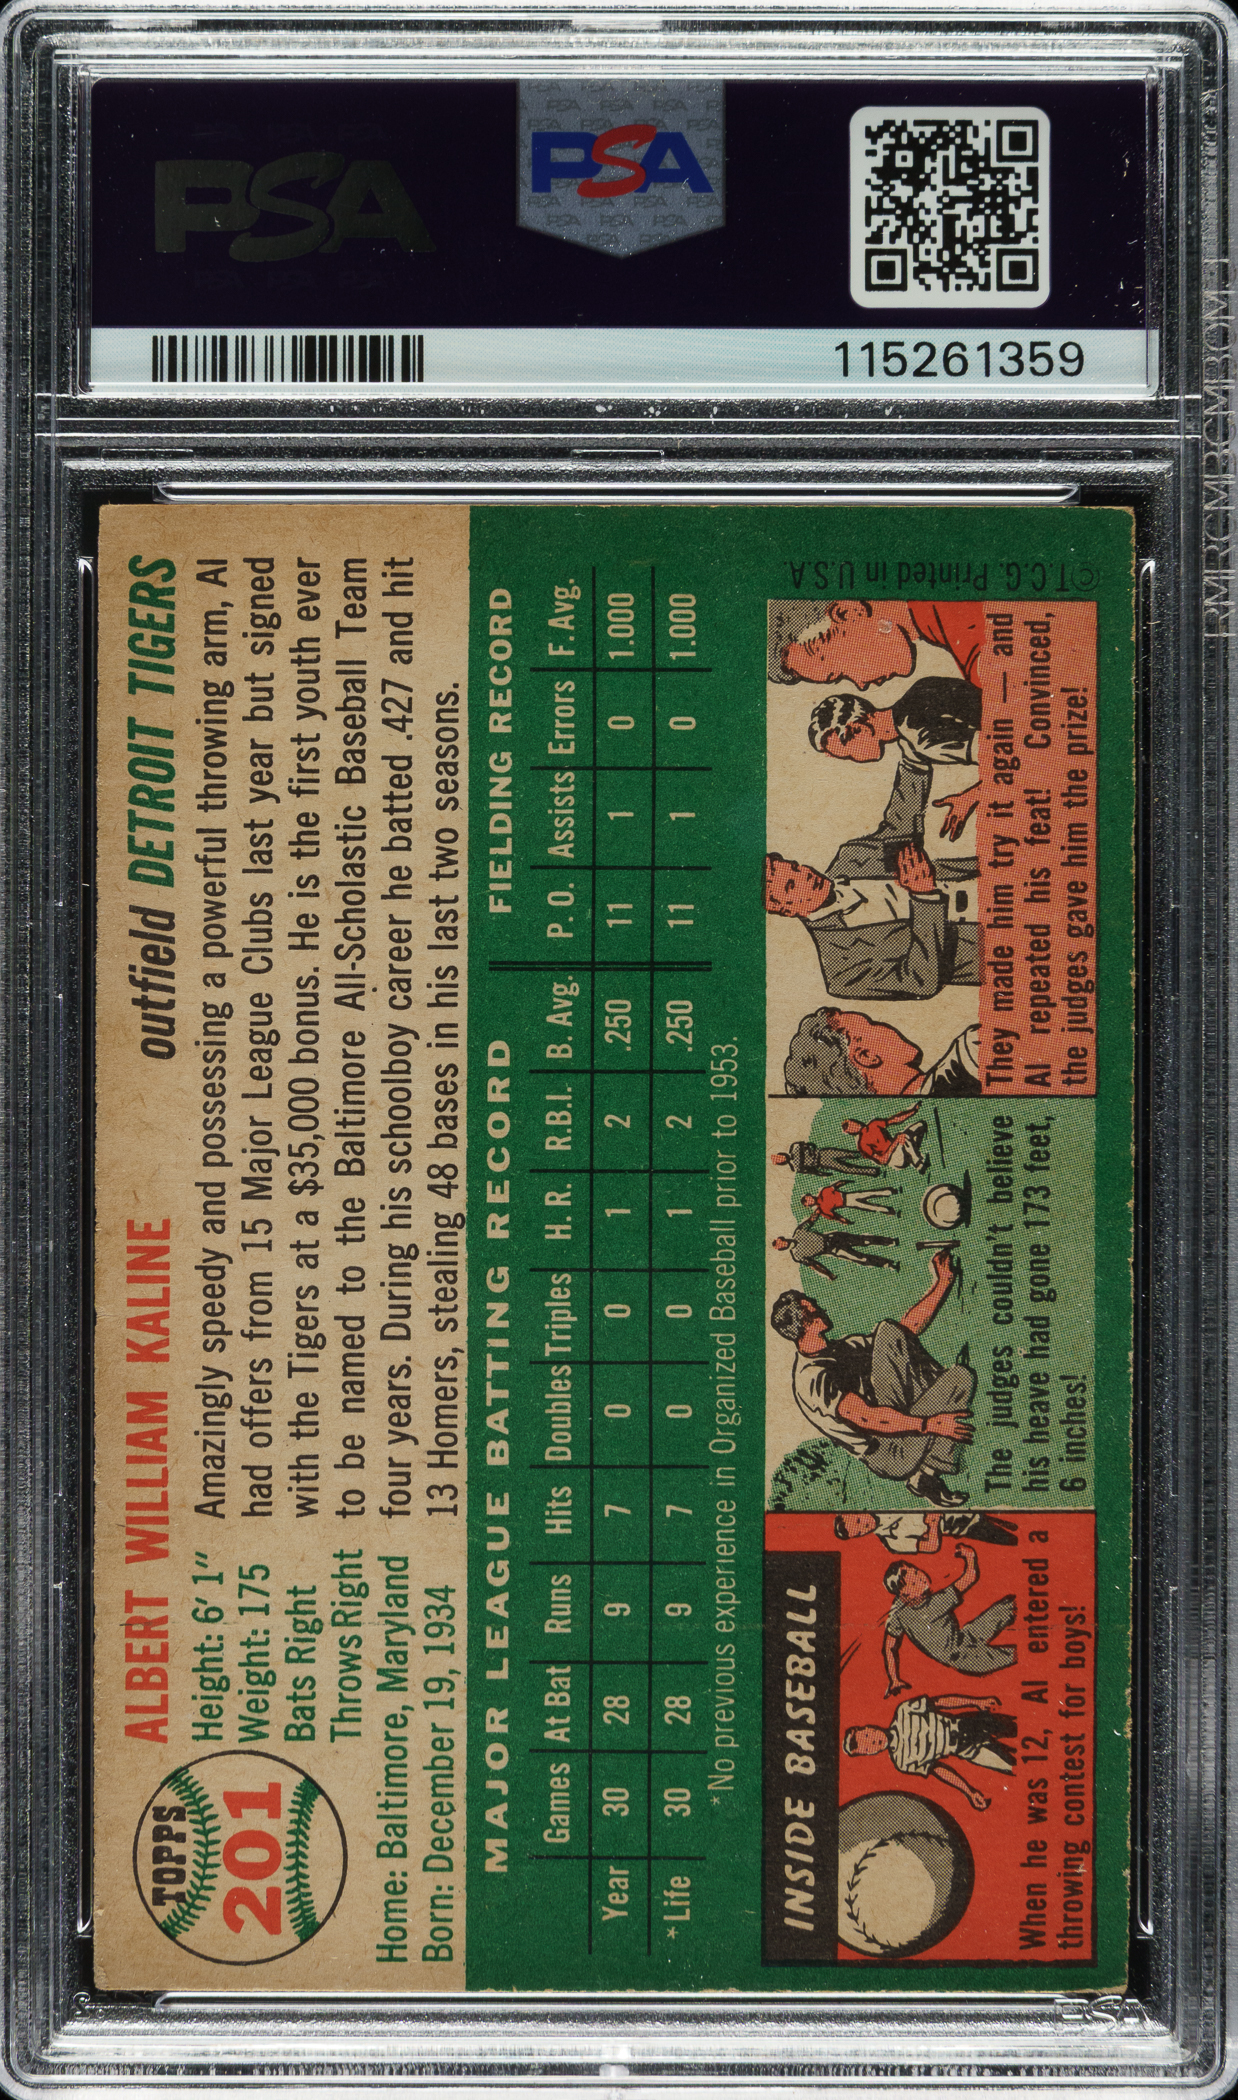 PSA
PSA
115261359
TOPPS
201
ALBERT WILLIAM KALINE
outfield DETROIT TIGERS
Height: 6' 1"
Weight: 175
Bats Right
Throws Right
Home: Baltimore, Maryland
Born: December 19, 1934
Amazingly speedy and possessing a powerful throwing arm, Al
had offers from 15 Major League Clubs last year but signed
with the Tigers at a $35,000 bonus. He is the first youth ever
to be named to the Baltimore All-Scholastic Baseball Team
four years. During his schoolboy career he batted .427 and hit
13 Homers, stealing 48 bases in his last two seasons.
MAJOR LEAGUE BATTING RECORD FIELDING RECORD
Games At Bat Runs Hits Doubles Triples H. R. R.B.I. B. Avg. P. O. Assists Errors F. Avg.
Year 30 28 9 7 0 0 1 2 .250 11 1 0 1.000
*Life 30 28 9 7 0 0 1 2 .250 11 1 0 1.000
*No previous experience in Organized Baseball prior to 1953.
INSIDE BASEBALL
When he was 12, Al entered a
throwing contest for boys!
The judges couldn't believe
his heave had gone 173 feet,
6 inches!
They made him try it again — and
Al repeated his feat! Convinced,
the judges gave him the prize!
©T.C.G. Printed in U.S.A.
PSA